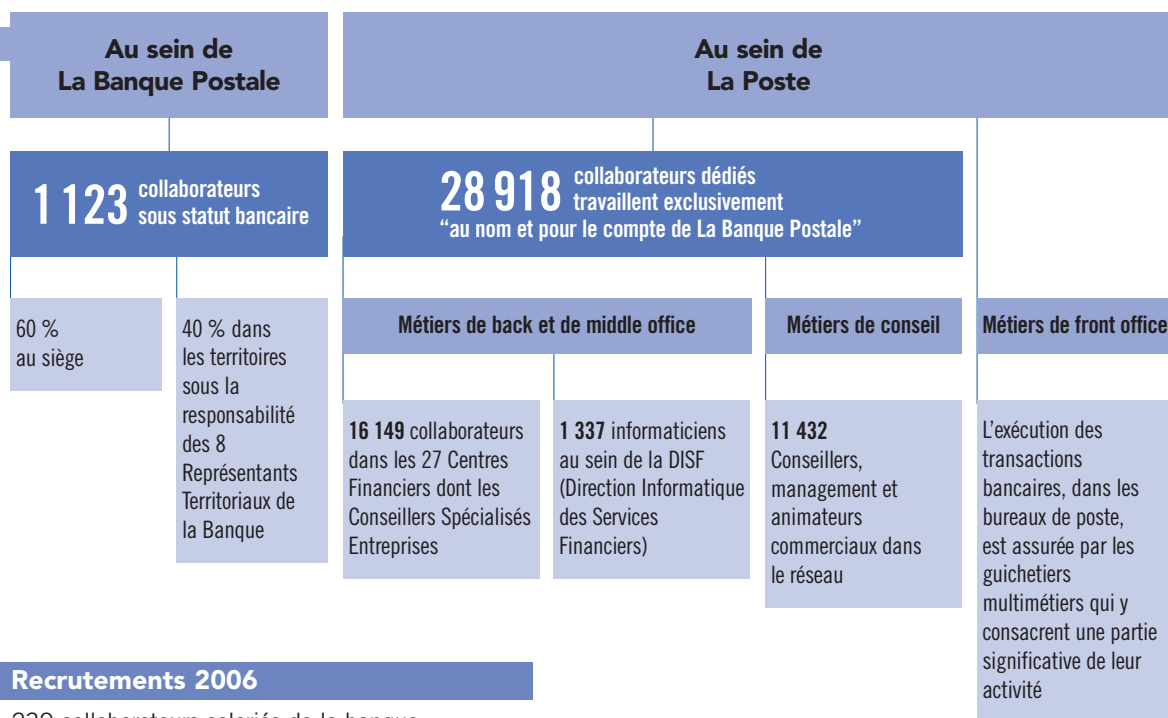 Au sein de
La Banque Postale
Au sein de
La Poste
1 123 collaborateurs
sous statut bancaire
28 918 collaborateurs dédiés
travaillent exclusivement
“au nom et pour le compte de La Banque Postale”
60 %
au siège
40 % dans
les territoires
sous la
responsabilité
des 8
Représentants
Territoriaux de
la Banque
Métiers de back et de middle office
16 149 collaborateurs
dans les 27 Centres
Financiers dont les
Conseillers Spécialisés
Entreprises
1 337 informaticiens
au sein de la DISF
(Direction Informatique
des Services
Financiers)
Métiers de conseil
11 432
Conseillers,
management et
animateurs
commerciaux dans
le réseau
Métiers de front office
L’exécution des
transactions
bancaires, dans les
bureaux de poste,
est assurée par les
guichetiers
multimétiers qui y
consacrent une partie
significative de leur
activité
Recrutements 2006